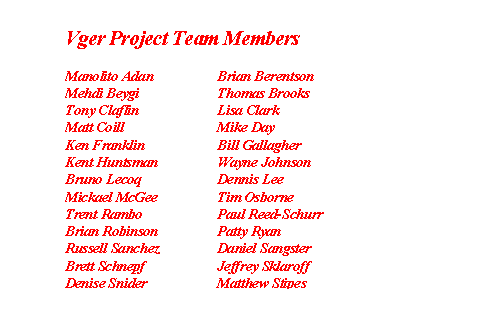 Vger Project Team Members
Manolito Adan Brian Berentson
Mehdi Beygi Thomas Brooks
Tony Claflin Lisa Clark
Matt Coill Mike Day
Ken Franklin Bill Gallagher
Kent Huntsman Wayne Johnson
Bruno Lecoq Dennis Lee
Mickael McGee Tim Osborne
Trent Rambo Paul Reed-Schurr
Brian Robinson Patty Ryan
Russell Sanchez Daniel Sangster
Brett Schnepf Jeffrey Sklaroff
Denise Snider Matthew Stipes